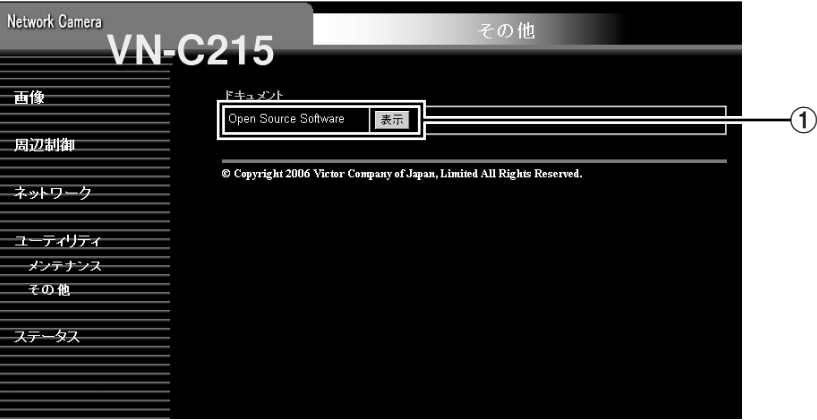 Network Camera
VN-C215
その他
画像
周辺制御
ネットワーク
ユーティリティ
メンテナンス
その他
ステータス
ドキュメント
Open Source Software 表示
① 
© Copyright 2006 Victor Company of Japan, Limited All Rights Reserved.